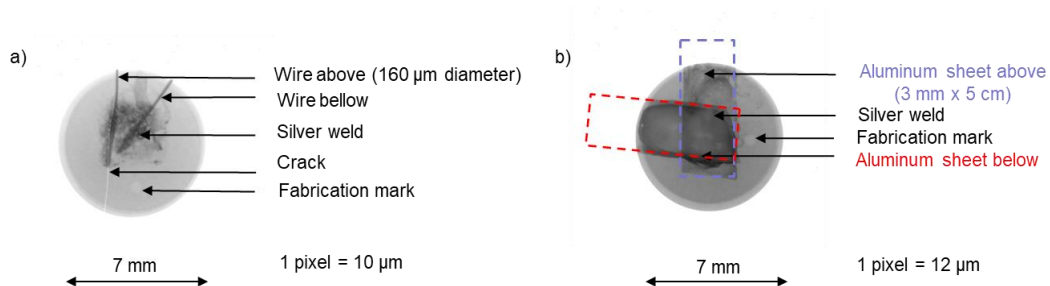 a)
Wire above (160 µm diameter)
Wire bellow
Silver weld
Crack
Fabrication mark
7 mm
1 pixel = 10 µm
b)
Aluminum sheet above
(3 mm x 5 cm)
Silver weld
Fabrication mark
Aluminum sheet below
7 mm
1 pixel = 12 µm